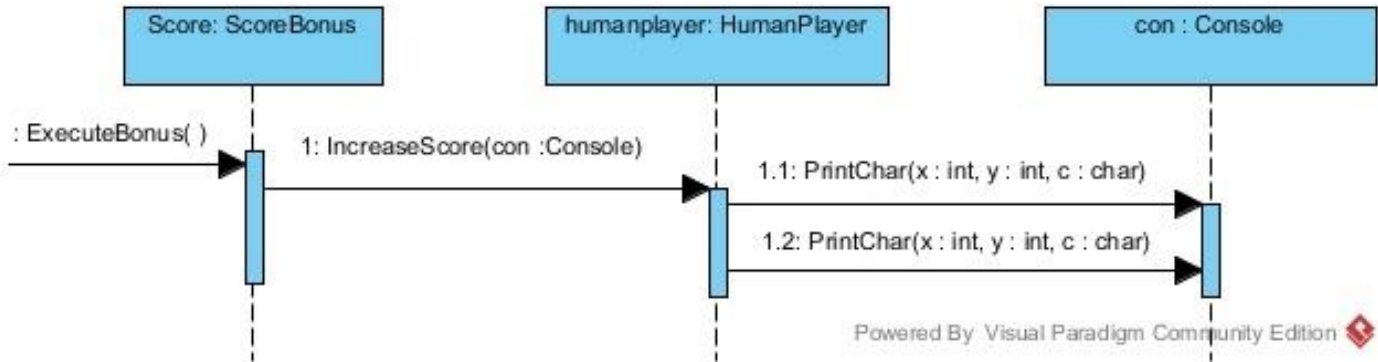 Score: ScoreBonus
humanplayer: HumanPlayer
con : Console
: ExecuteBonus( )
1: IncreaseScore(con :Console)
1.1: PrintChar(x : int, y : int, c : char)
1.2: PrintChar(x : int, y : int, c : char)
Powered By Visual Paradigm Community Edition